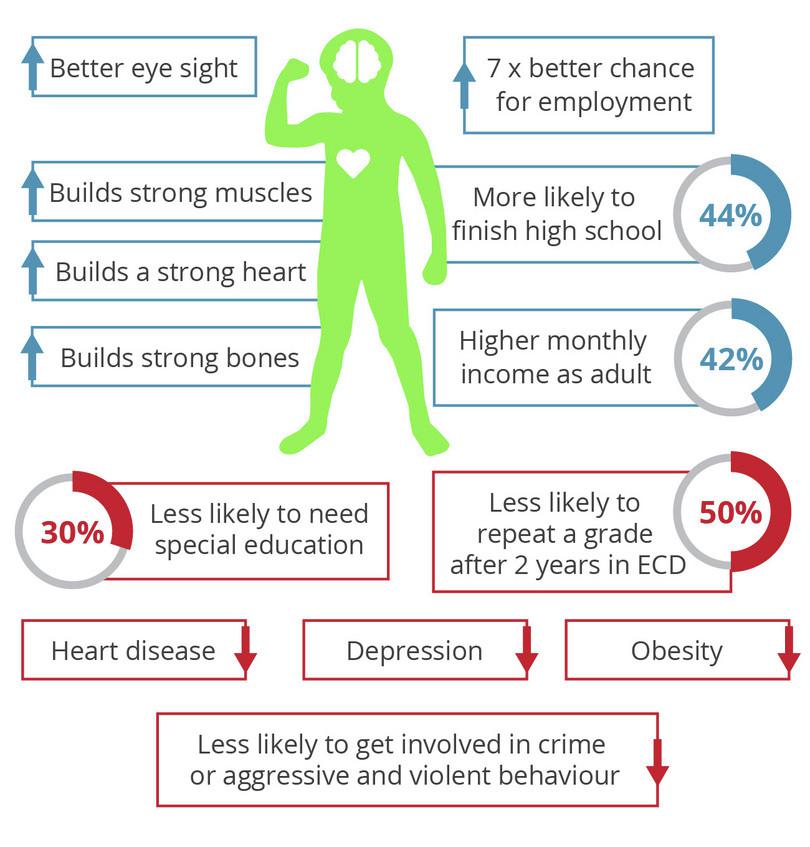 Better eye sight
7 x better chance
for employment
Builds strong muscles
More likely to
finish high school
44%
Builds a strong heart
Builds strong bones
Higher monthly
income as adult
42%
30%
Less likely to need
special education
Less likely to
repeat a grade
after 2 years in ECD
50%
Heart disease
Depression
Obesity
Less likely to get involved in crime
or aggressive and violent behaviour